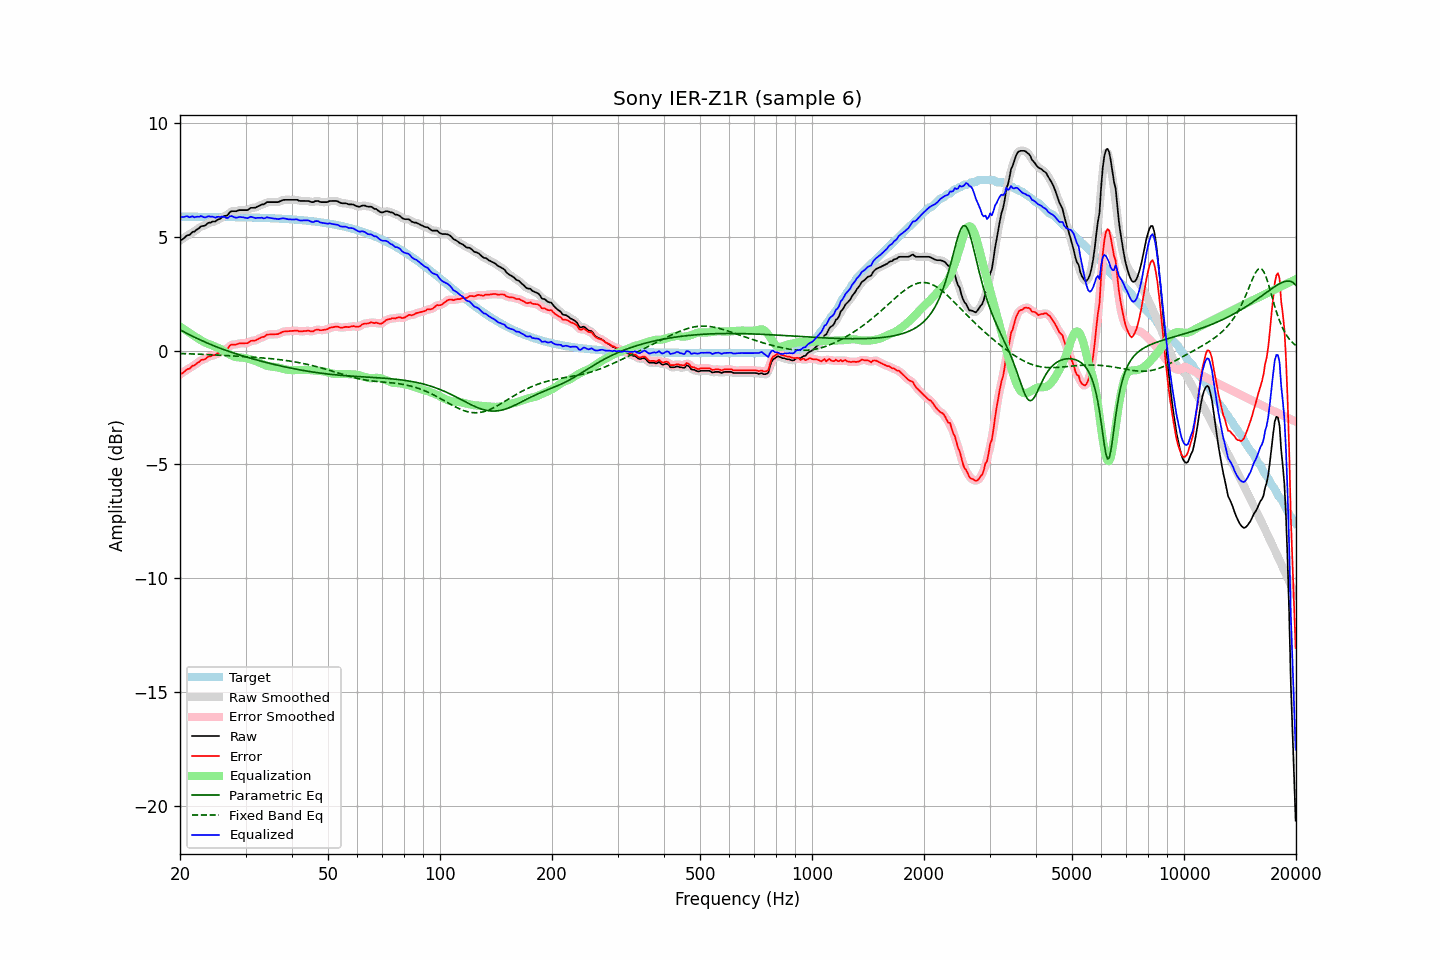 Sony IER-Z1R (sample 6)
10
5
0
−5
−10
−15
−20
Amplitude (dBr)
Target
Raw Smoothed
Error Smoothed
Raw
Error
Equalization
Parametric Eq
Fixed Band Eq
Equalized
20 50 100 200 500 1000 2000 5000 10000 20000
Frequency (Hz)